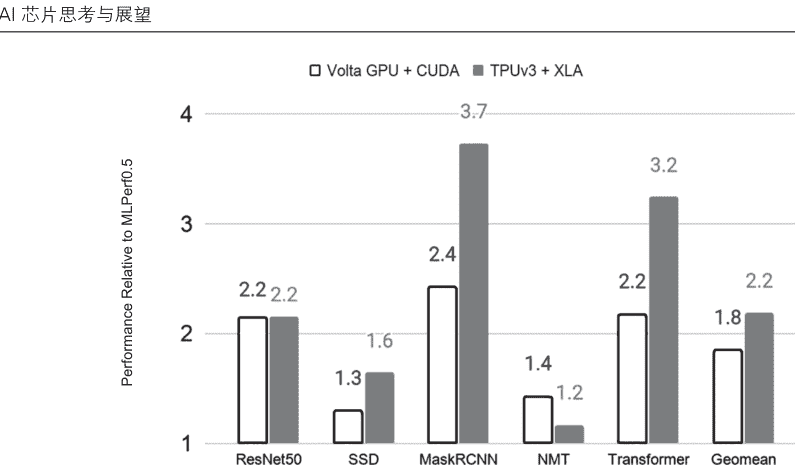 AI 芯片思考与展望
Volta GPU + CUDA TPUv3 + XLA
Performance Relative to MLPerf0.5
4
3
2
1
2.2 2.2
1.3 1.6
2.4 3.7
1.4 1.2
2.2 3.2
1.8 2.2
ResNet50 SSD MaskRCNN NMT Transformer Geomean